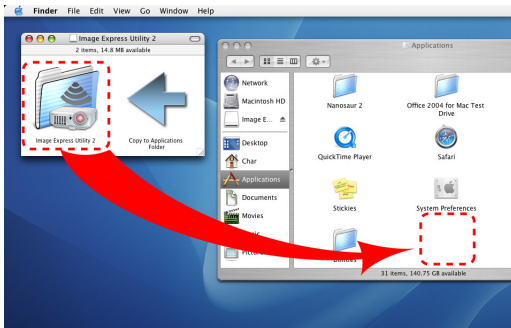 Finder File Edit View Go Window Help
Image Express Utility 2
2 items, 14.8 MB available
Image Express Utility 2
Copy to Applications
Folder
Applications
Network
Macintosh HD
Image E...
Desktop
Char
Applications
Documents
Movies
Nanosaur 2
Office 2004 for Mac Test
Drive
QuickTime Player
Safari
Stickies
System Preferences
31 items, 140.75 GB available